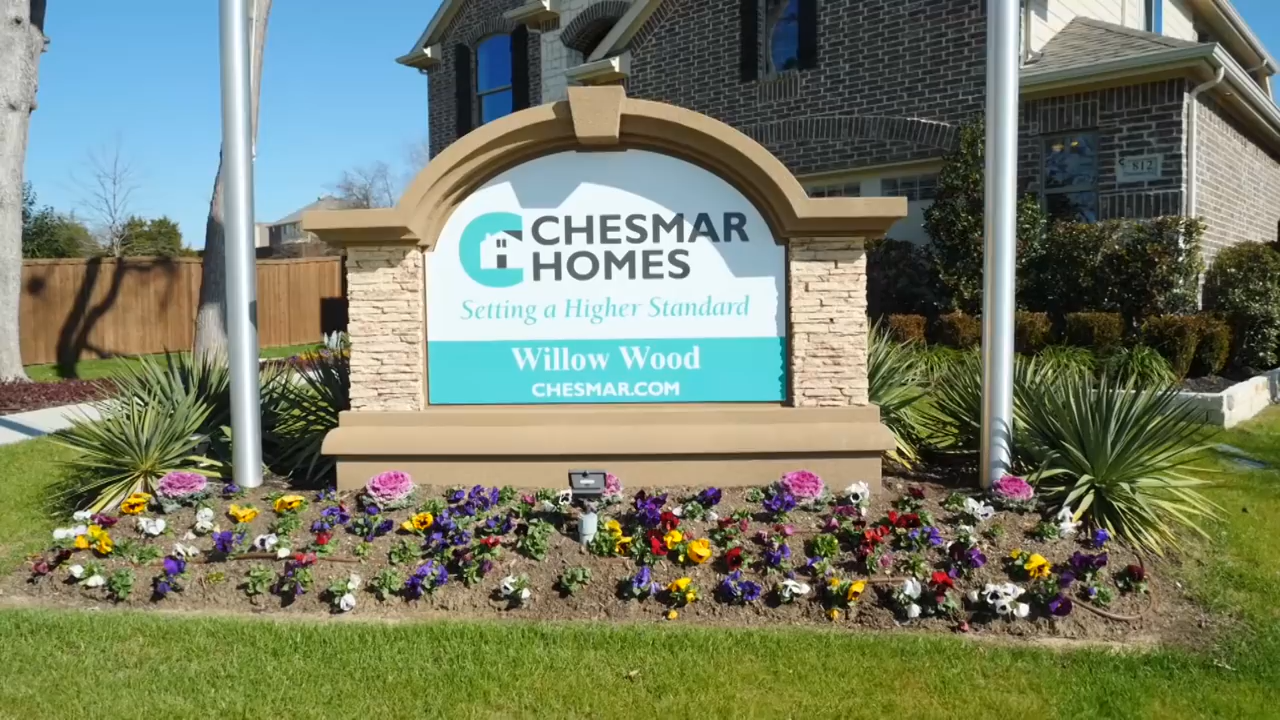 CHESMAR
HOMES
Setting a Higher Standard
Willow Wood
CHESMAR.COM
812